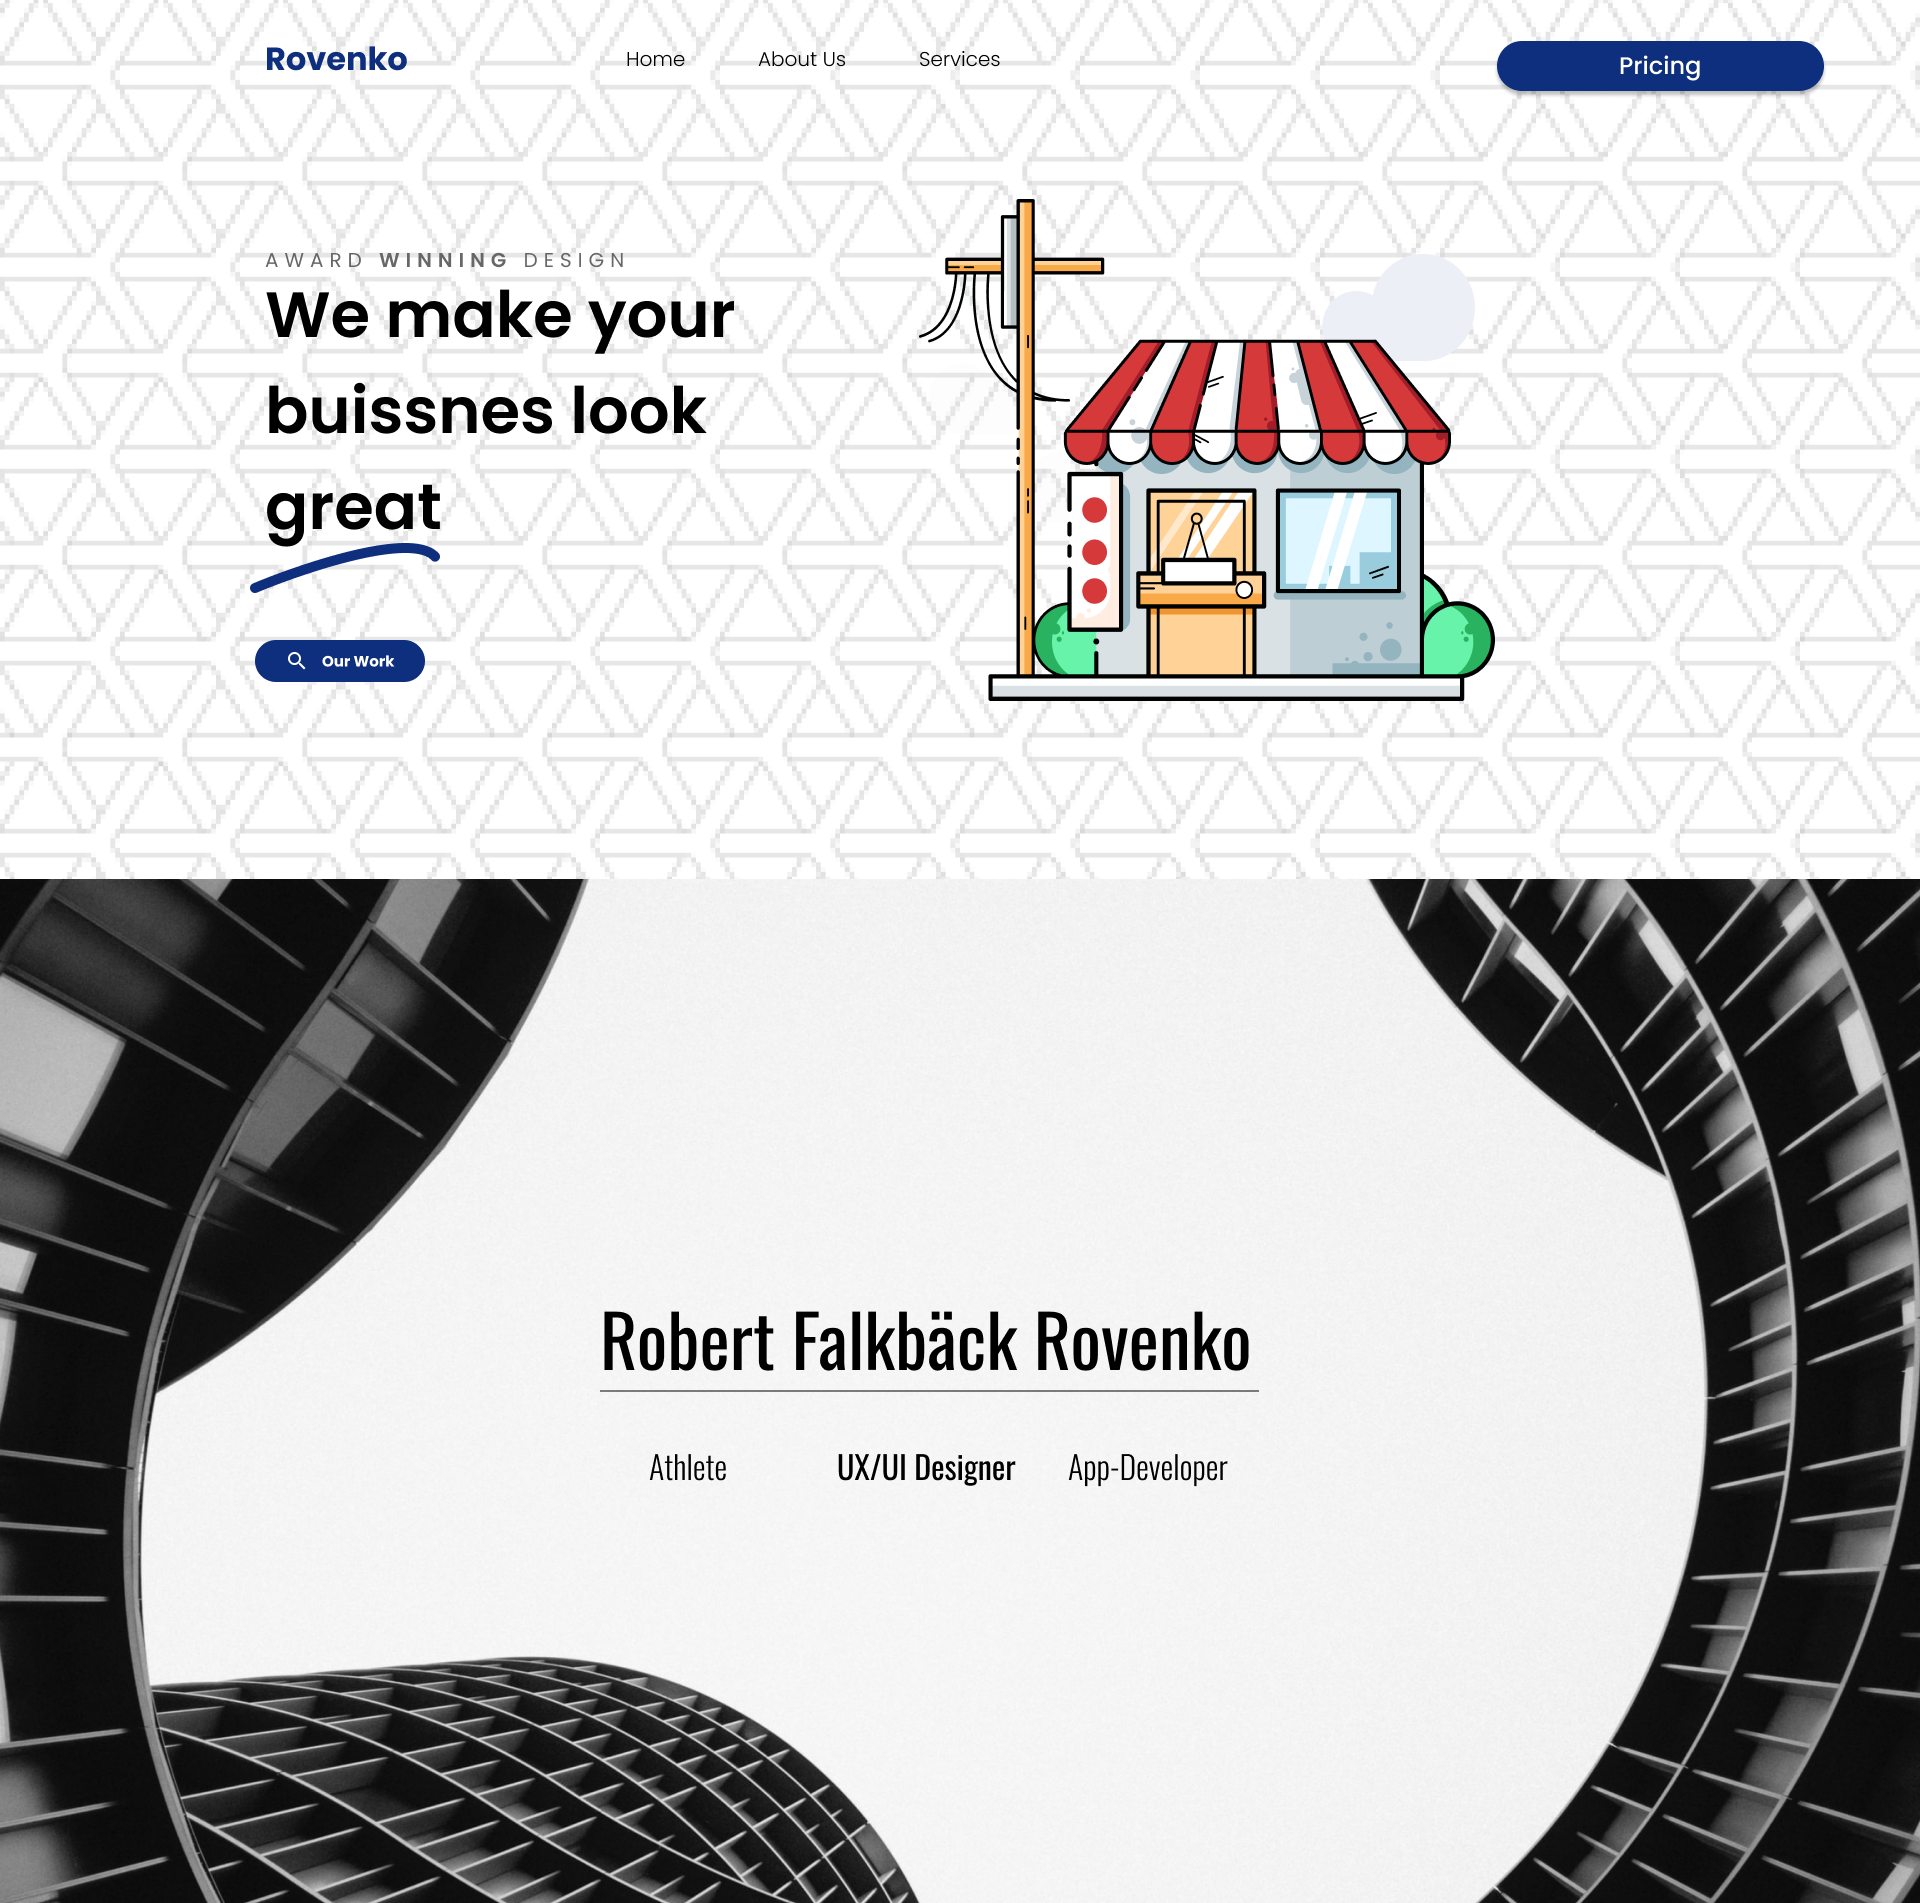 Rovenko
Home About Us Services
Pricing
AWARD WINNING DESIGN
We make your
buissnes look
great
Our Work
Robert Falkbäck Rovenko
Athlete UX/UI Designer App-Developer